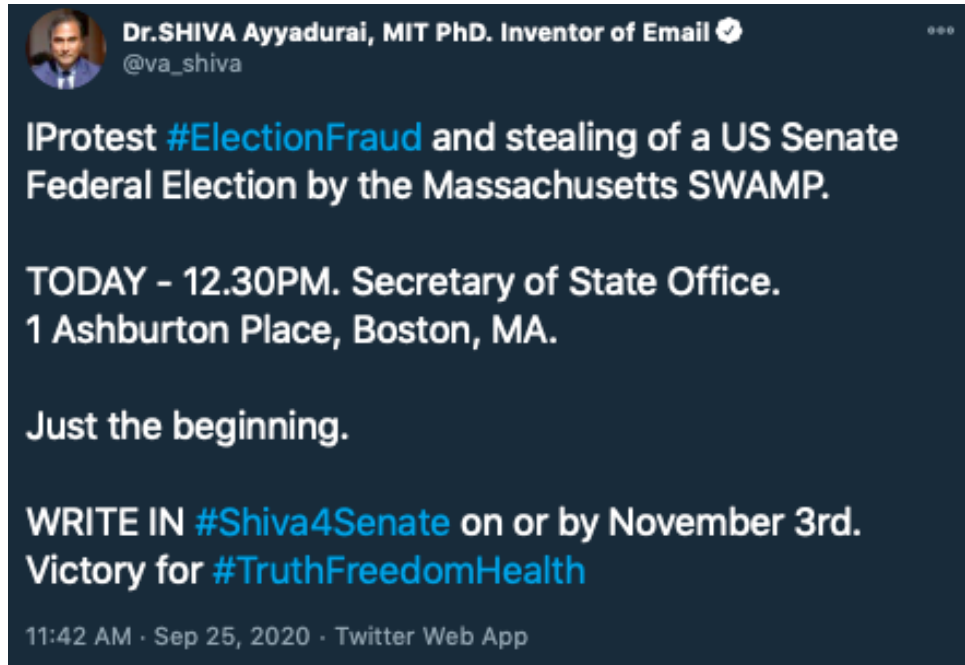 Dr.SHIVA Ayyadurai, MIT PhD. Inventor of Email
@va_shiva
IProtest #ElectionFraud and stealing of a US Senate
Federal Election by the Massachusetts SWAMP.
TODAY - 12.30PM. Secretary of State Office.
1 Ashburton Place, Boston, MA.
Just the beginning.
WRITE IN #Shiva4Senate on or by November 3rd.
Victory for #TruthFreedomHealth
11:42 AM · Sep 25, 2020 · Twitter Web App